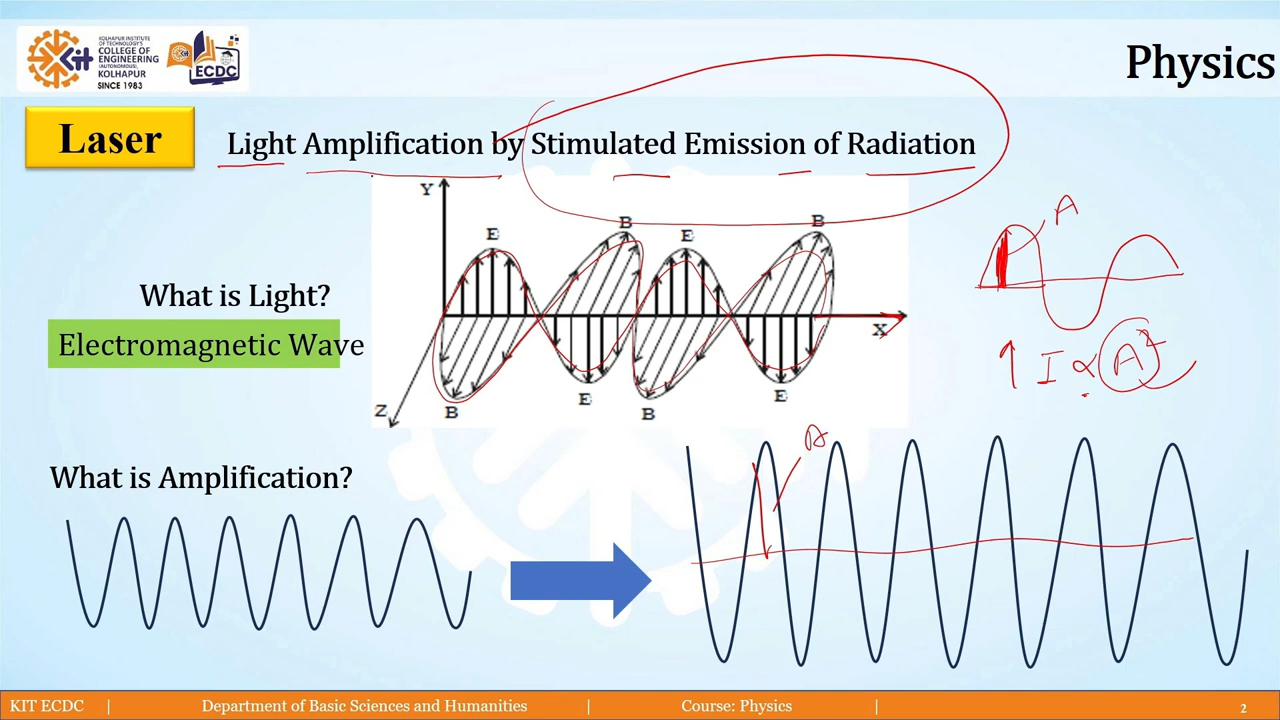 KOLHAPUR INSTITUTE
OF TECHNOLOGY'S
COLLEGE OF
ENGINEERING
(AUTONOMOUS)
KOLHAPUR
SINCE 1983
Kit
ECDC
Physics
Laser
Light Amplification by Stimulated Emission of Radiation
Y
E
B
E
B
X
Z
B
E
B
E
A
I ∝ A²
What is Light?
Electromagnetic Wave
What is Amplification?
A
KIT ECDC | Department of Basic Sciences and Humanities | Course: Physics | 2